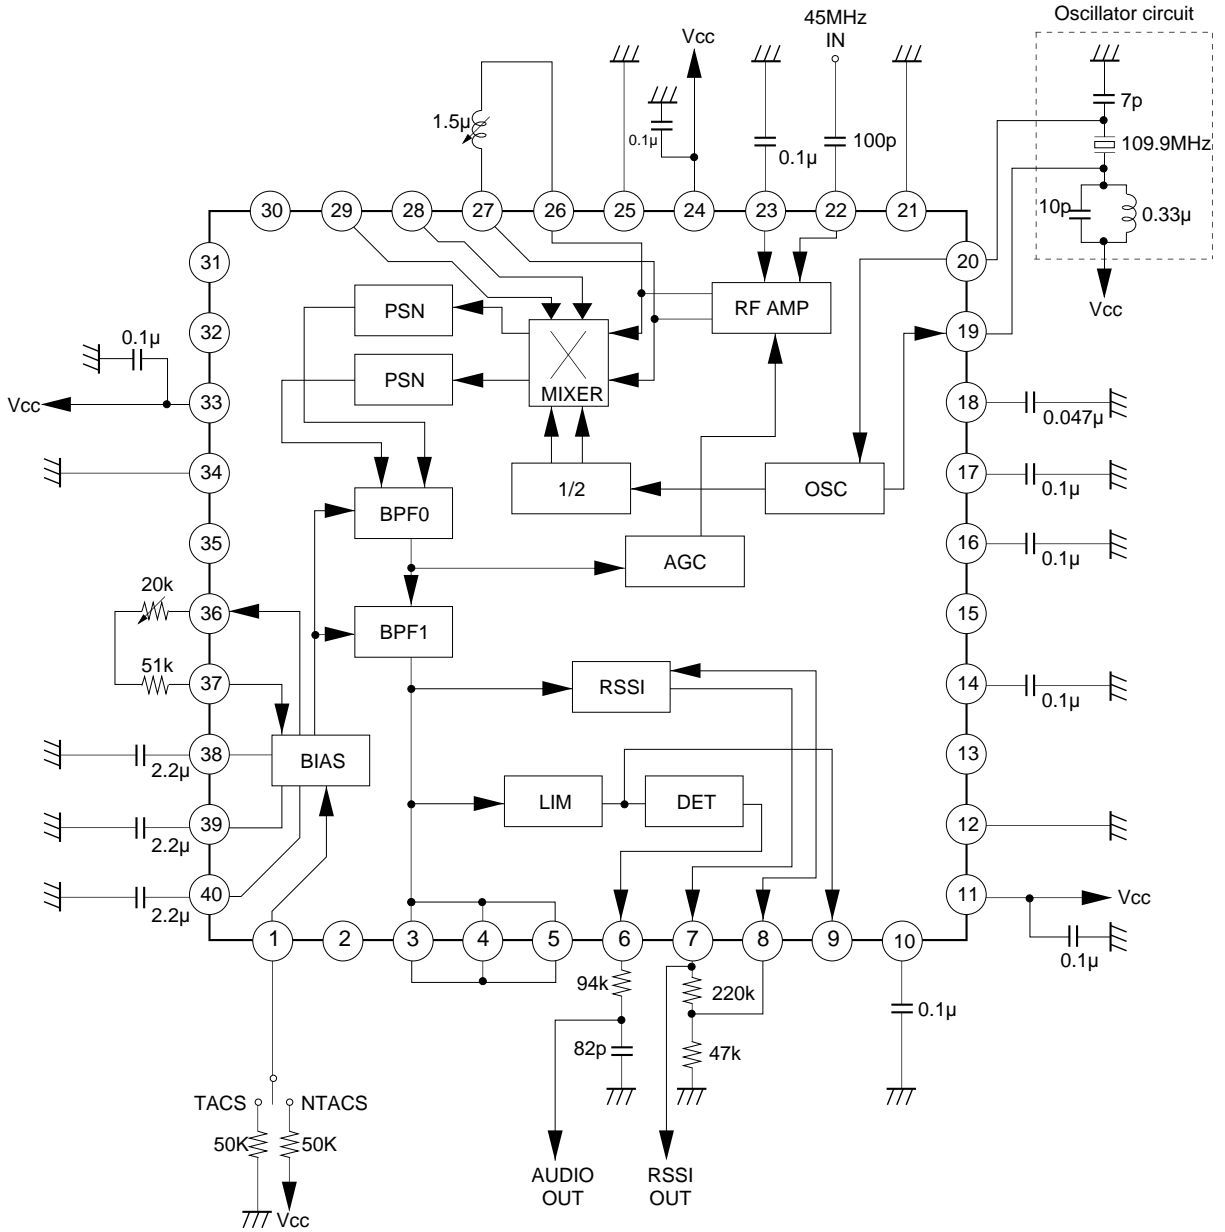 Oscillator circuit
45MHz
IN
Vcc
7p
1.5µ
0.1µ
0.1µ
100p
109.9MHz
10p
0.33µ
Vcc
30
29
28
27
26
25
24
23
22
21
31
20
PSN
RF AMP
32
0.1µ
19
PSN
MIXER
Vcc
33
18
0.047µ
34
1/2
OSC
17
0.1µ
BPF0
35
16
0.1µ
AGC
20k
36
BPF1
15
51k
37
RSSI
14
0.1µ
38
2.2µ
BIAS
13
LIM
DET
39
2.2µ
12
40
2.2µ
11
Vcc
0.1µ
1
2
3
4
5
6
7
8
9
10
94k
220k
0.1µ
82p
47k
TACS
NTACS
50K
50K
Vcc
AUDIO
OUT
RSSI
OUT